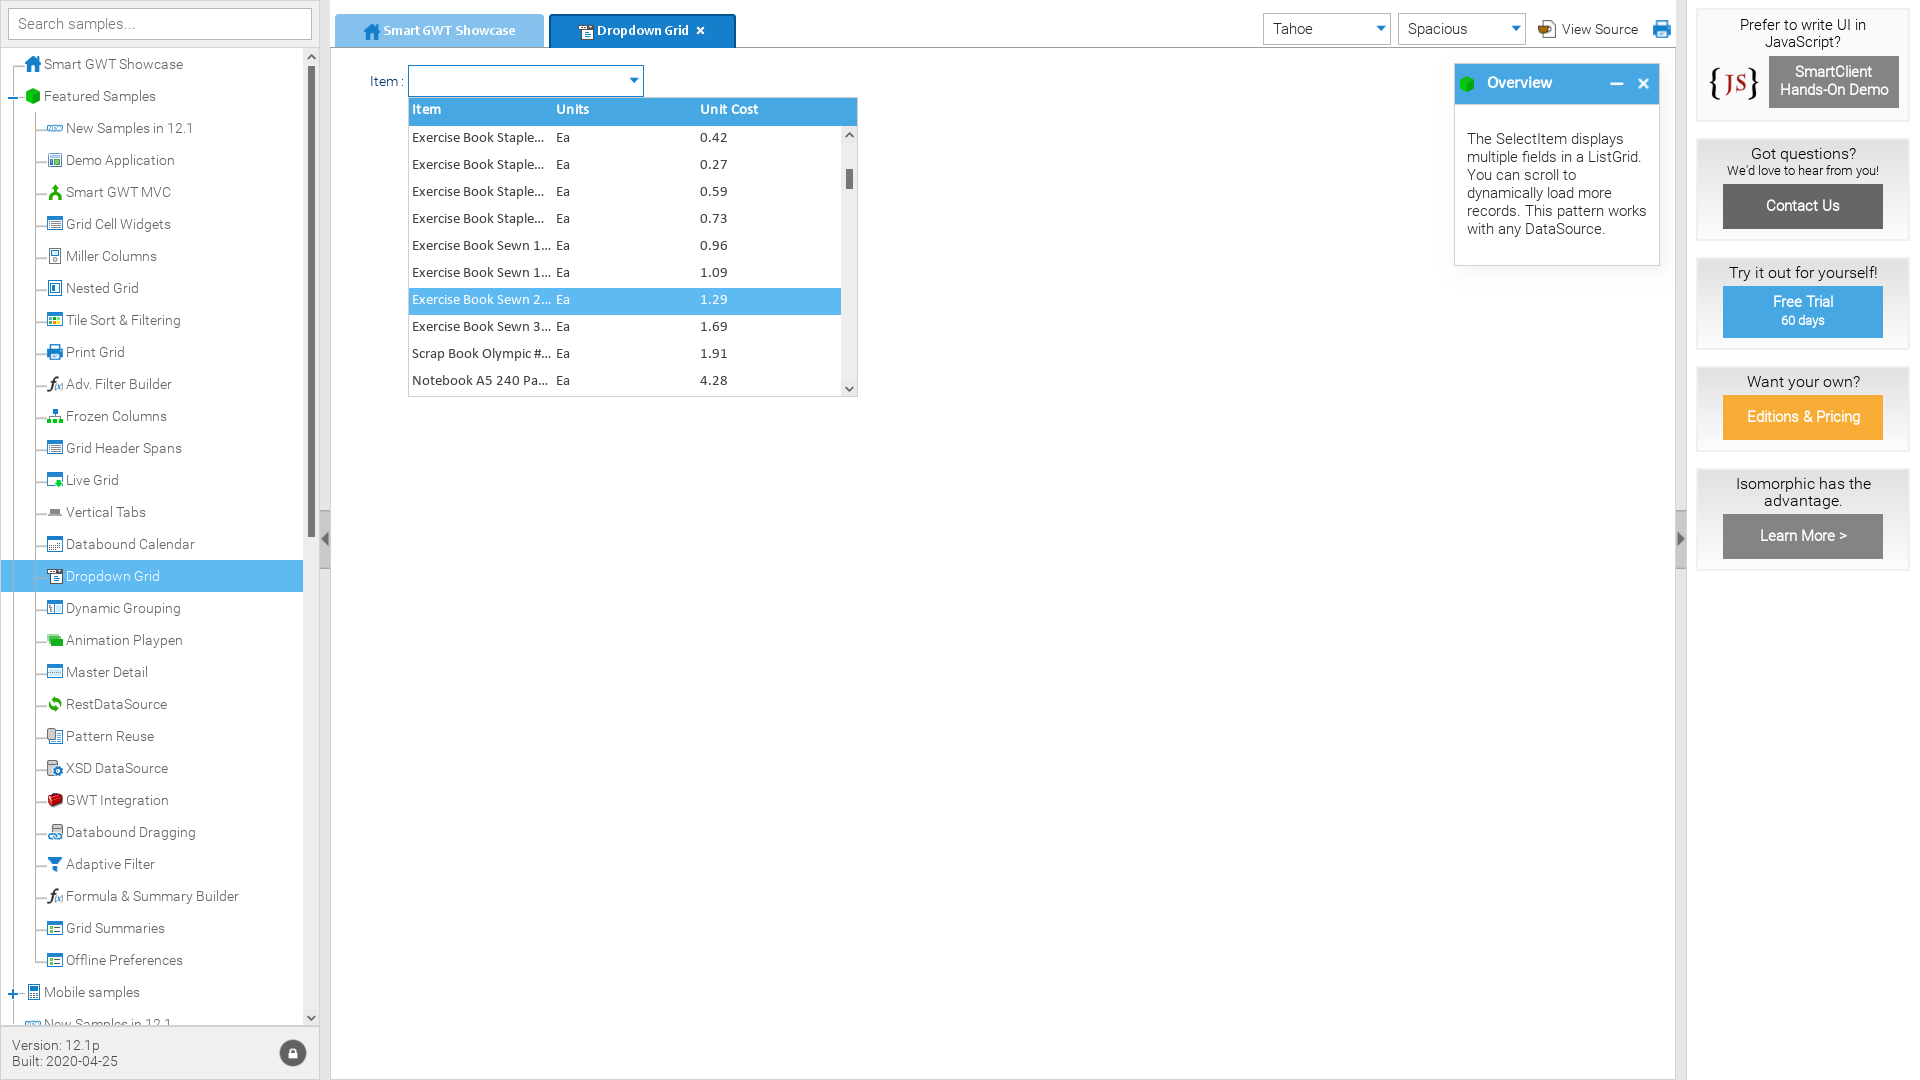 Search samples...
Smart GWT Showcase
Featured Samples
New Samples in 12.1
Demo Application
Smart GWT MVC
Grid Cell Widgets
Miller Columns
Nested Grid
Tile Sort & Filtering
Print Grid
Adv. Filter Builder
Frozen Columns
Grid Header Spans
Live Grid
Vertical Tabs
Databound Calendar
Dropdown Grid
Dynamic Grouping
Animation Playpen
Master Detail
RestDataSource
Pattern Reuse
XSD DataSource
GWT Integration
Databound Dragging
Adaptive Filter
Formula & Summary Builder
Grid Summaries
Offline Preferences
Mobile samples
New Samples in 12.1
Version: 12.1p
Built: 2020-04-25
Smart GWT Showcase
Dropdown Grid
Tahoe
Spacious
View Source
Item :
Item Units Unit Cost
Exercise Book Staple... Ea 0.42
Exercise Book Staple... Ea 0.27
Exercise Book Staple... Ea 0.59
Exercise Book Staple... Ea 0.73
Exercise Book Sewn 1... Ea 0.96
Exercise Book Sewn 1... Ea 1.09
Exercise Book Sewn 2... Ea 1.29
Exercise Book Sewn 3... Ea 1.69
Scrap Book Olympic #... Ea 1.91
Notebook A5 240 Pa... Ea 4.28
Overview
The SelectItem displays
multiple fields in a ListGrid.
You can scroll to
dynamically load more
records. This pattern works
with any DataSource.
Prefer to write UI in
JavaScript?
{JS}
SmartClient
Hands-On Demo
Got questions?
We'd love to hear from you!
Contact Us
Try it out for yourself!
Free Trial
60 days
Want your own?
Editions & Pricing
Isomorphic has the
advantage.
Learn More >